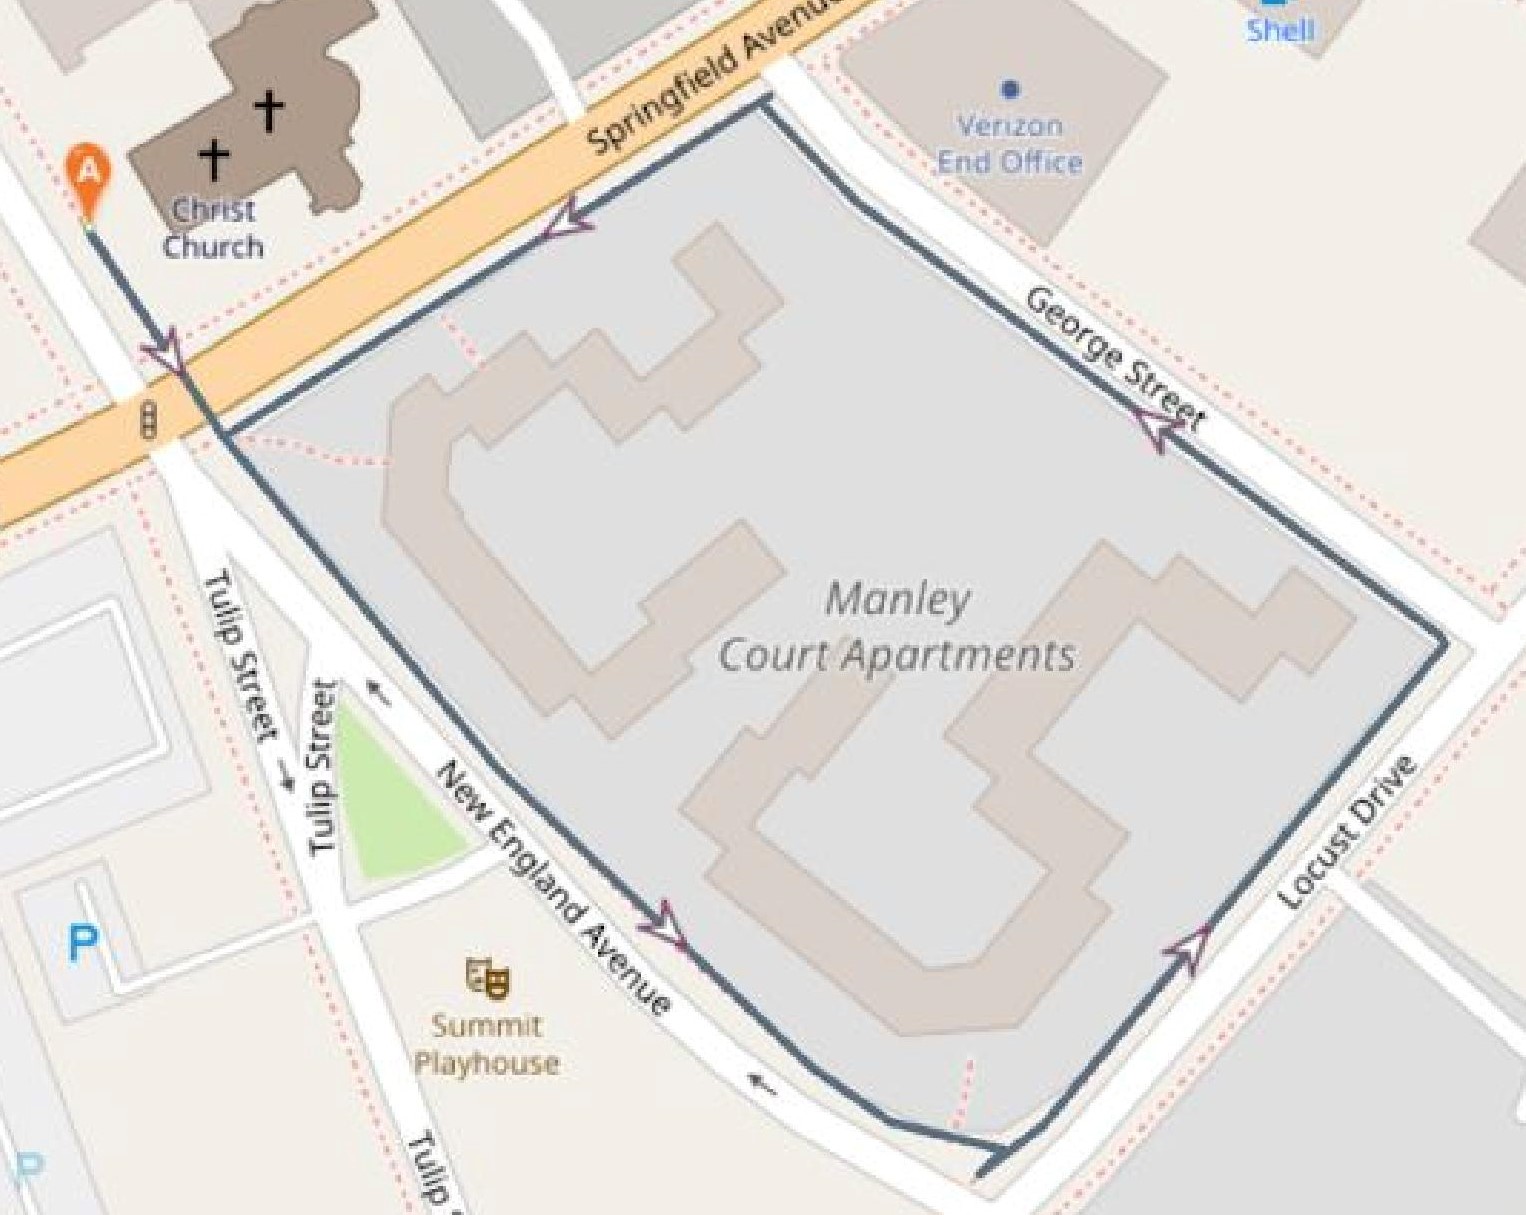 Springfield Avenue
Shell
Verizon
End Office
A
Christ
Church
George Street
Manley
Court Apartments
Tulip Street
Tulip Street
New England Avenue
Locust Drive
P
Summit
Playhouse
P
Tulip